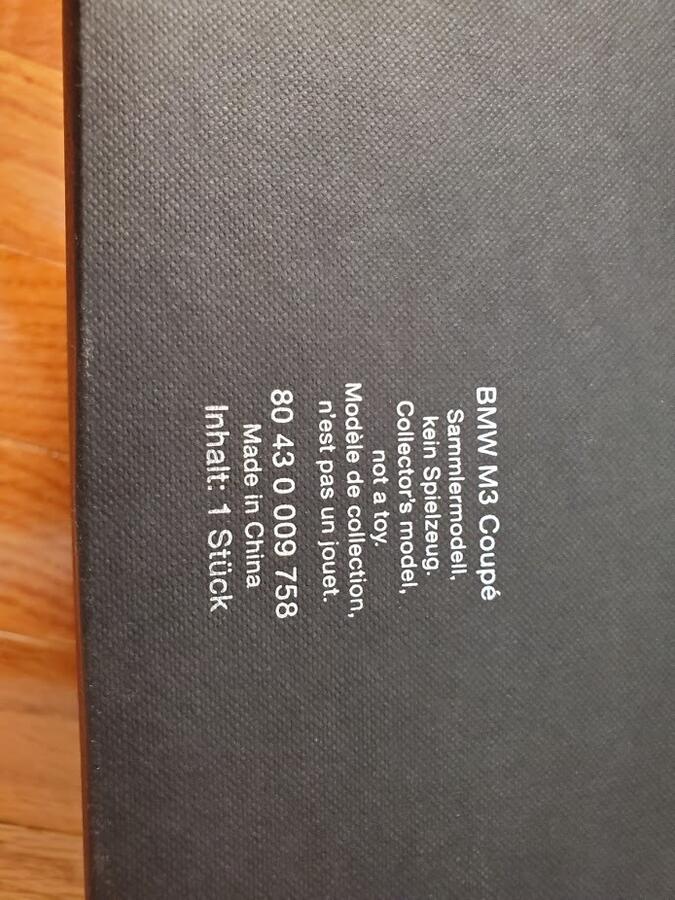 BMW M3 Coupé
Sammlermodell,
kein Spielzeug.
Collector's model,
not a toy.
Modèle de collection,
n'est pas un jouet.
80 43 0 009 758
Made in China
Inhalt: 1 Stück